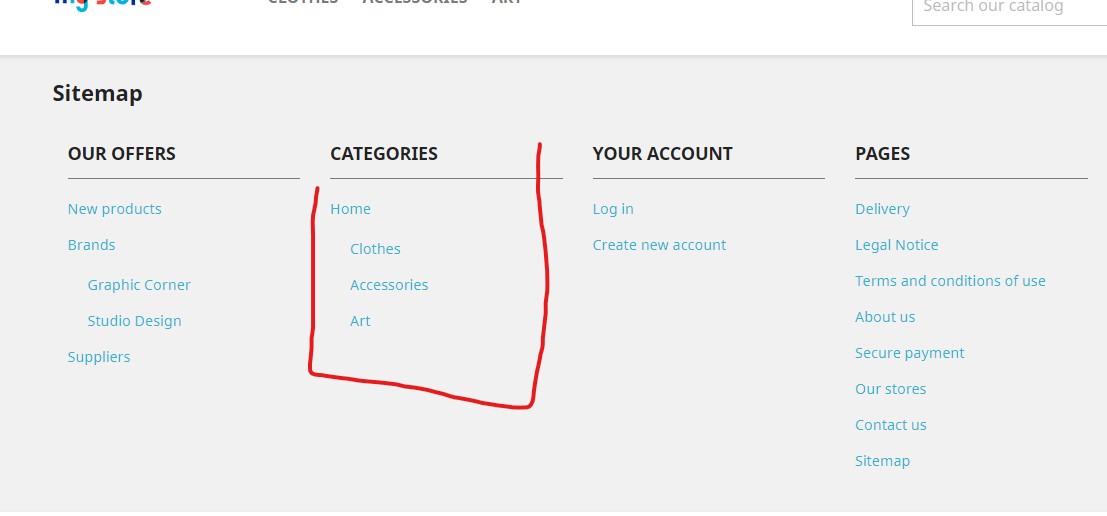 my store CLOTHES ACCESSORIES ART Search our catalog
Sitemap
OUR OFFERS
New products
Brands
Graphic Corner
Studio Design
Suppliers
CATEGORIES
Home
Clothes
Accessories
Art
YOUR ACCOUNT
Log in
Create new account
PAGES
Delivery
Legal Notice
Terms and conditions of use
About us
Secure payment
Our stores
Contact us
Sitemap